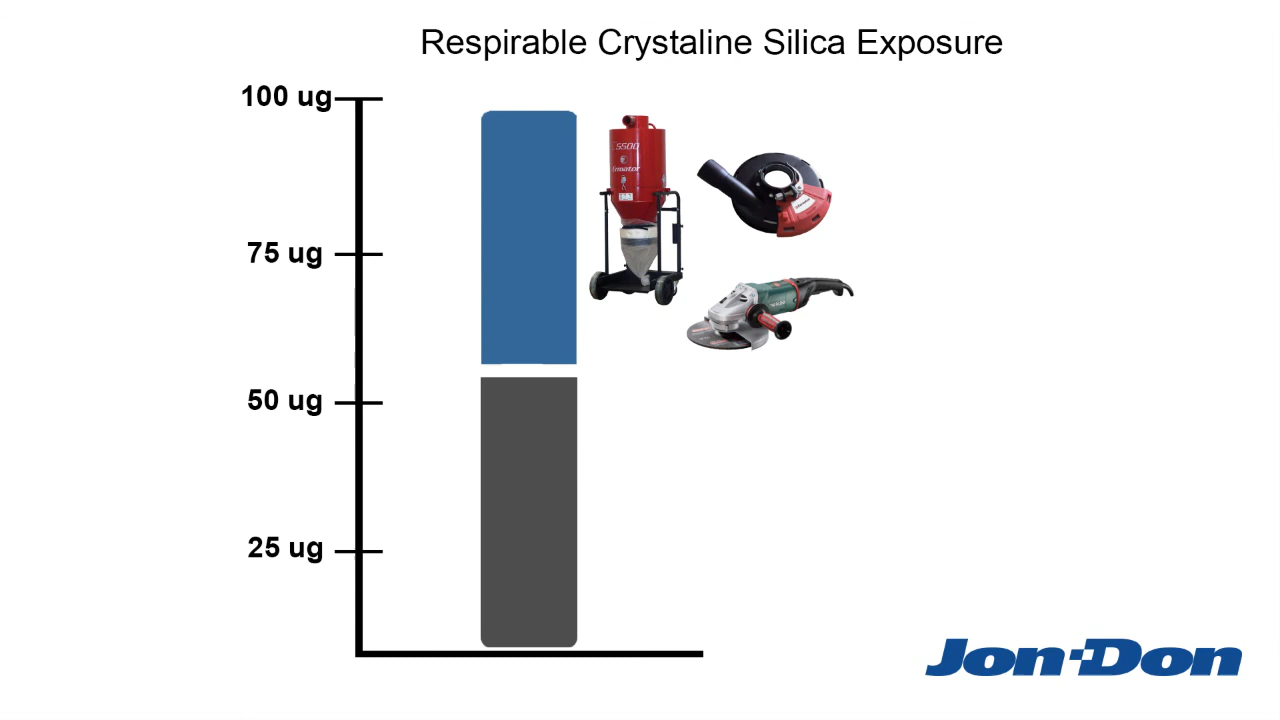 Respirable Crystaline Silica Exposure
100 ug
75 ug
50 ug
25 ug
Jon-Don